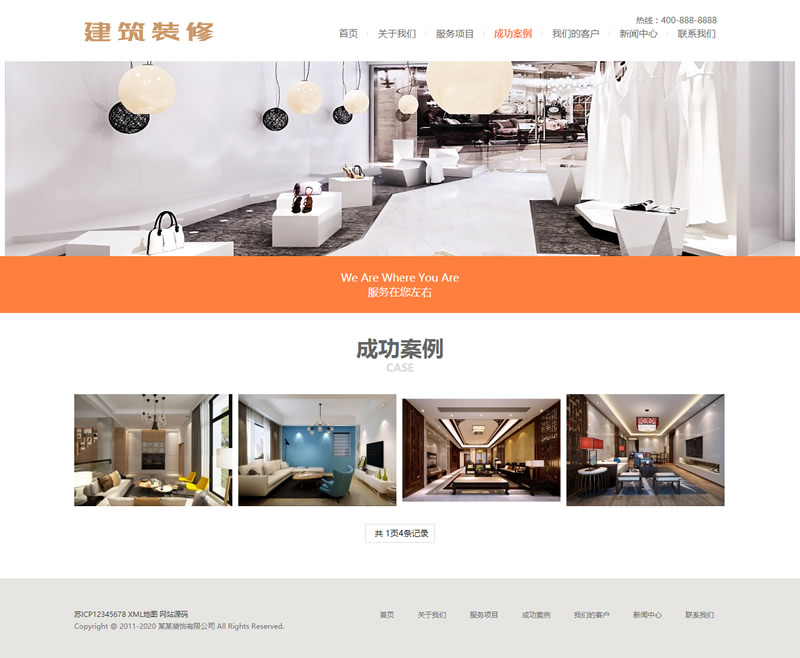 建筑装修
热线：400-888-8888
首页 关于我们 服务项目 成功案例 我们的客户 新闻中心 联系我们
We Are Where You Are
服务在您左右
成功案例
CASE
共 1页4条记录
苏ICP12345678 XML地图 网站源码
Copyright @ 2011-2020 某某装饰有限公司 All Rights Reserved.
首页 关于我们 服务项目 成功案例 我们的客户 新闻中心 联系我们